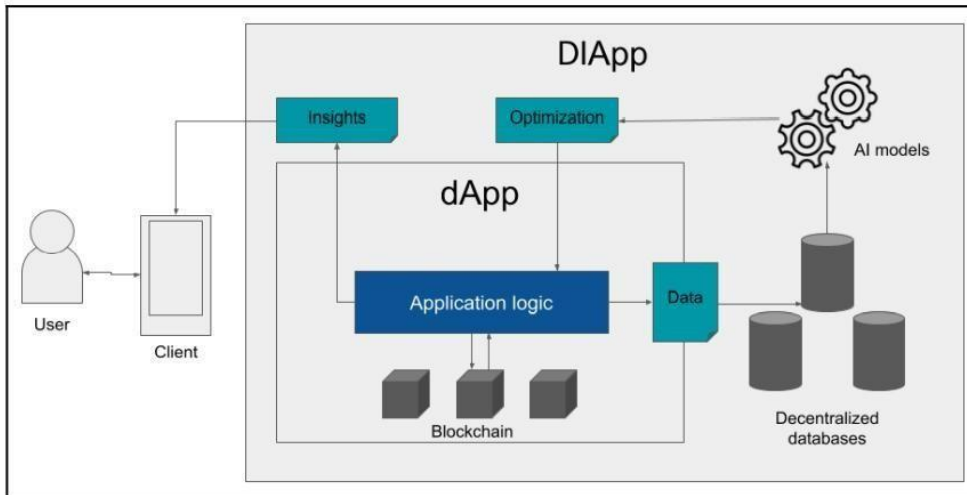 DIApp
Insights
Optimization
AI models
dApp
Application logic
Data
User
Client
Blockchain
Decentralized
databases